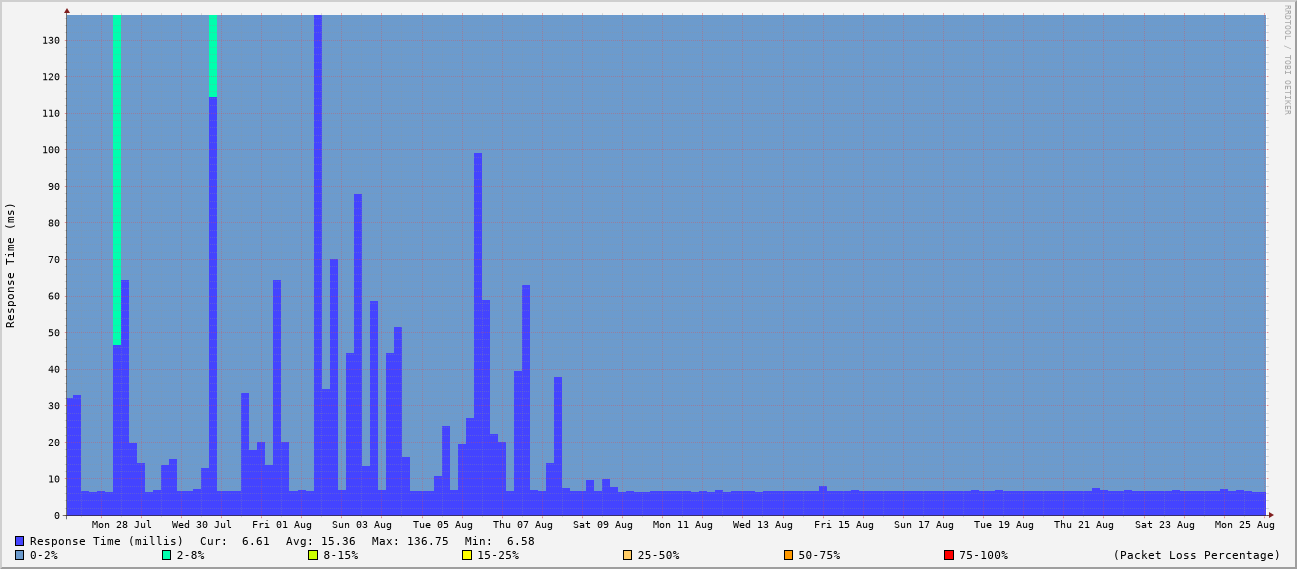 RRDTOOL / TOBI OETIKER
Response Time (ms)
130
120
110
100
90
80
70
60
50
40
30
20
10
0
Mon 28 Jul Wed 30 Jul Fri 01 Aug Sun 03 Aug Tue 05 Aug Thu 07 Aug Sat 09 Aug Mon 11 Aug Wed 13 Aug Fri 15 Aug Sun 17 Aug Tue 19 Aug Thu 21 Aug Sat 23 Aug Mon 25 Aug
Response Time (millis) Cur: 6.61 Avg: 15.36 Max: 136.75 Min: 6.58
0-2% 2-8% 8-15% 15-25% 25-50% 50-75% 75-100% (Packet Loss Percentage)